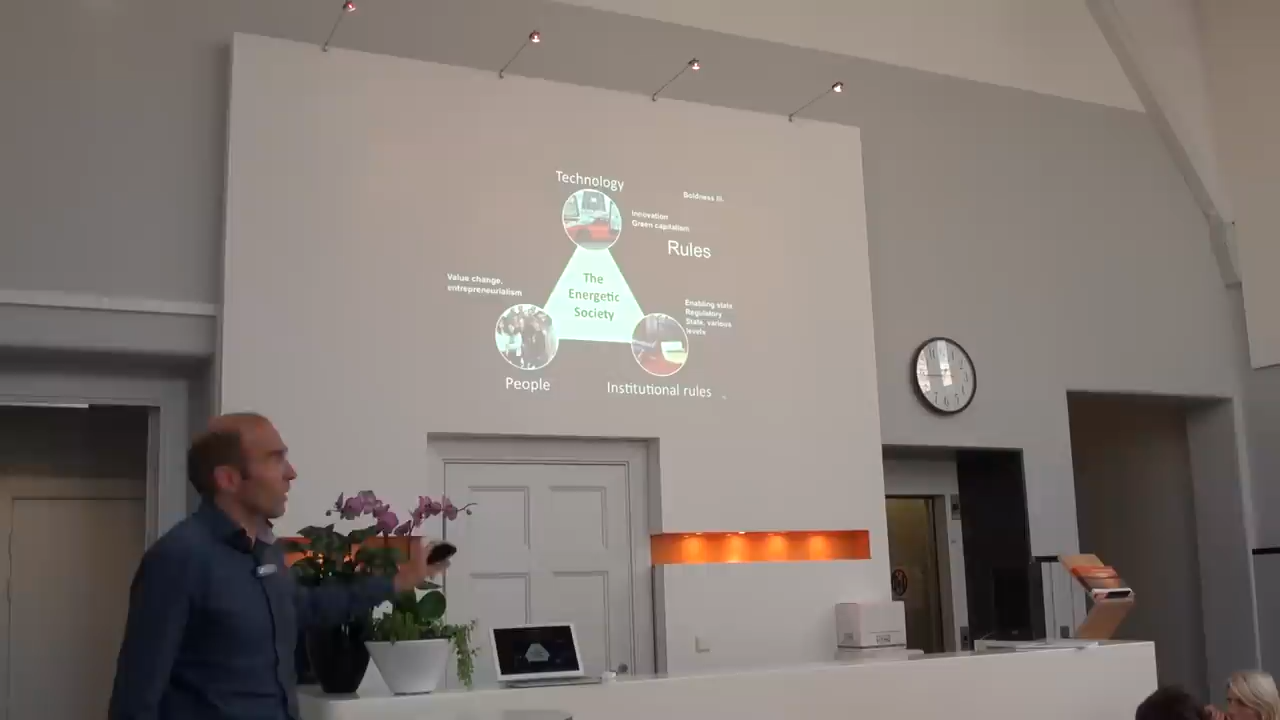 Technology
Boldness III.
Innovation
Green capitalism
Rules
Value change,
entrepreneurialism
The
Energetic
Society
Enabling state
Regulatory
State, various
levels
People
Institutional rules